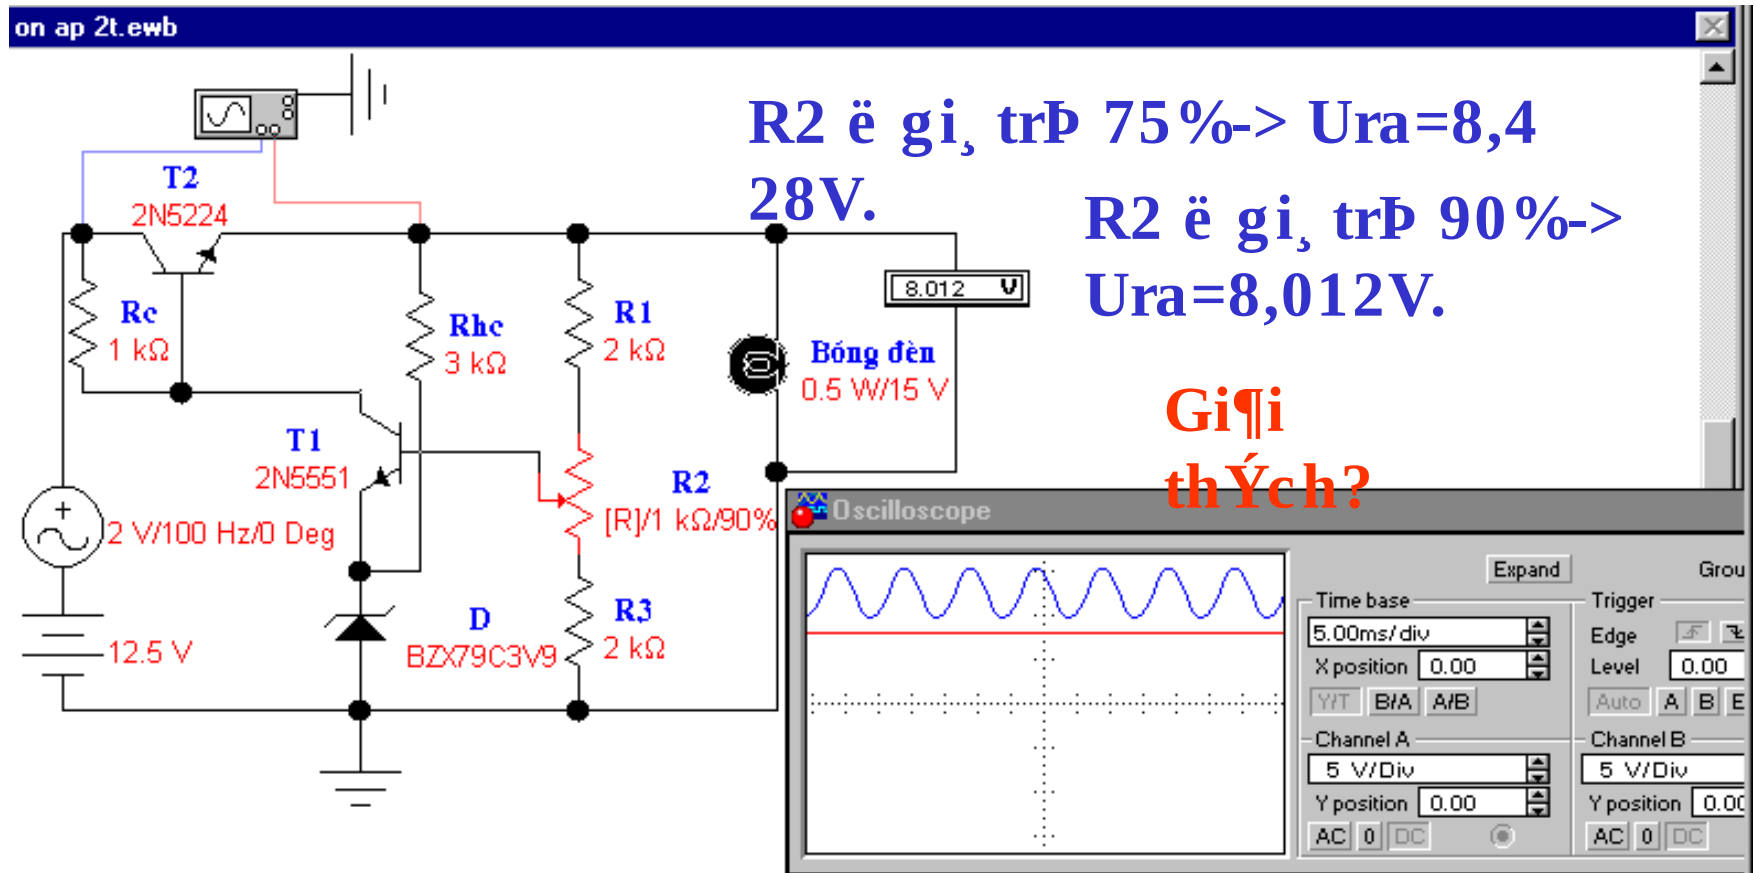 on ap 2t.ewb
R2 ë gi¸ trÞ 75%-> Ura=8,4
28V.
R2 ë gi¸ trÞ 90%->
Ura=8,012V.
Gi¶i
thÝch?
T2
2N5224
Rc
1 kΩ
Rhc
3 kΩ
R1
2 kΩ
8.012 V
Bóng đèn
0.5 W/15 V
T1
2N5551
R2
[R]/1 kΩ/90%
2 V/100 Hz/0 Deg
12.5 V
D
BZX79C3V9
R3
2 kΩ
Oscilloscope
Expand
Grou
Time base
5.00ms/div
X position 0.00
Y/T B/A A/B
Trigger
Edge
Level 0.00
Auto A B E
Channel A
5 V/Div
Y position 0.00
AC 0 DC
Channel B
5 V/Div
Y position 0.00
AC 0 DC